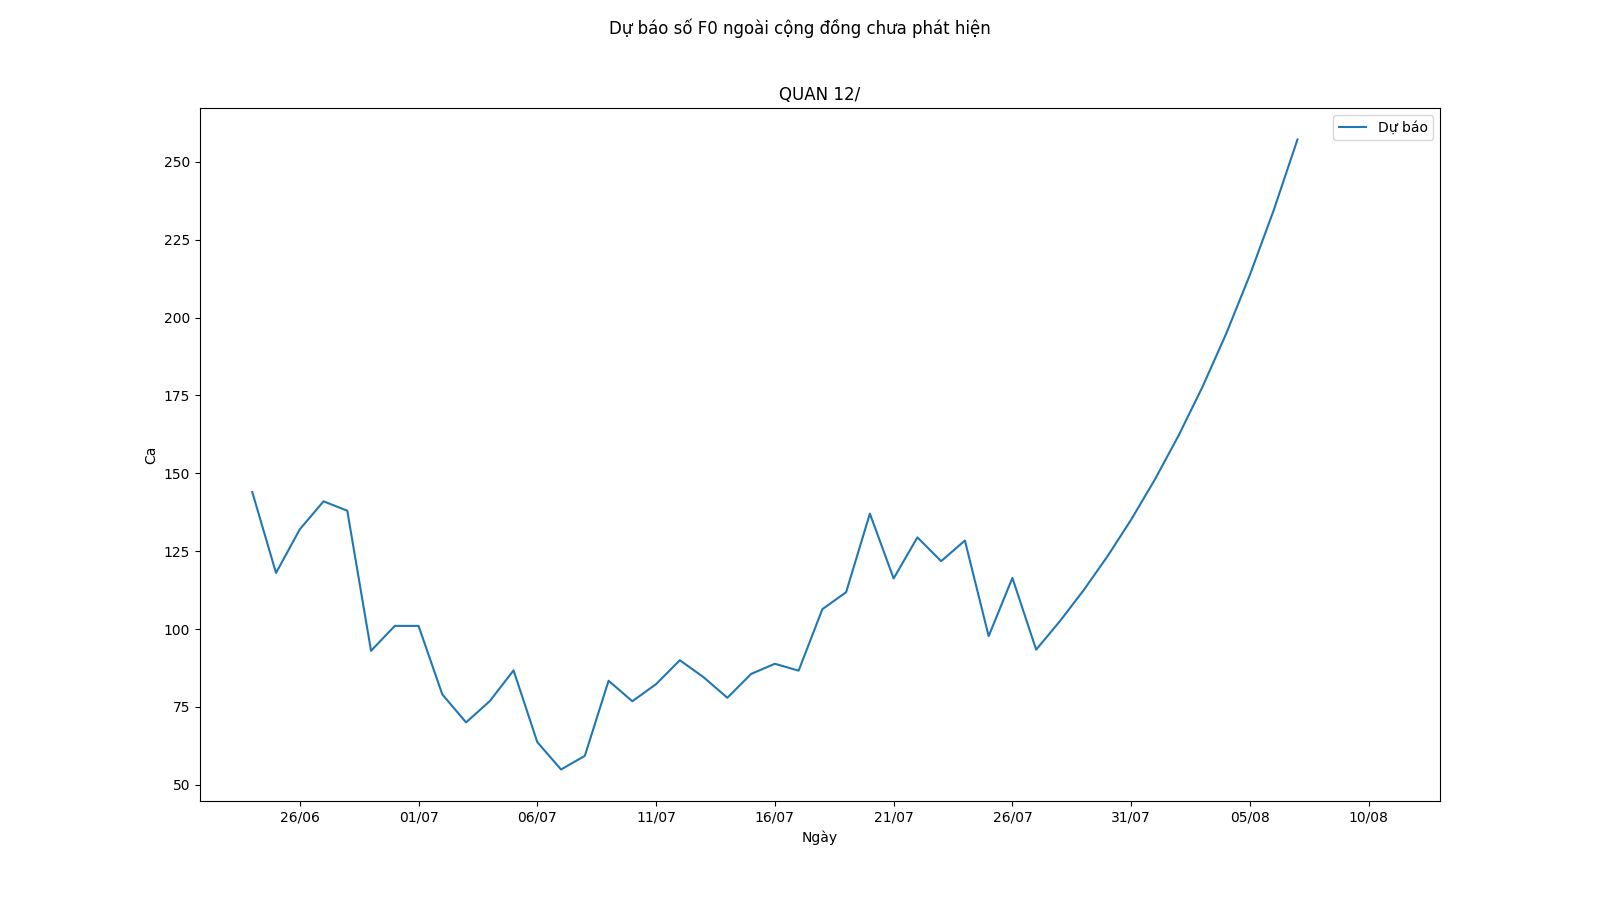 Dự báo số F0 ngoài cộng đồng chưa phát hiện
QUAN 12/
Dự báo
250
225
200
175
150
125
100
75
50
Ca
26/06 01/07 06/07 11/07 16/07 21/07 26/07 31/07 05/08 10/08
Ngày